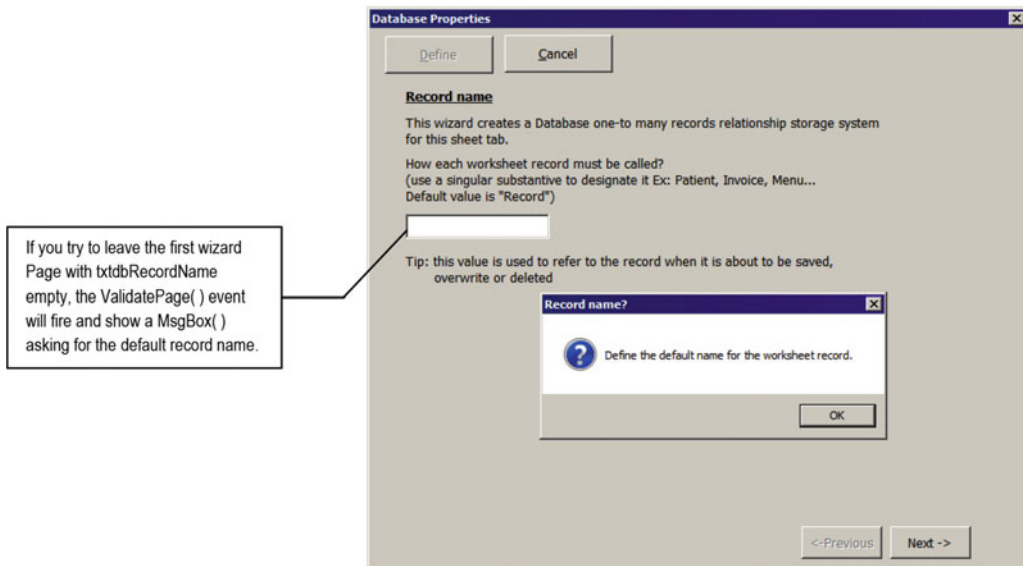 Database Properties
Define
Cancel
Record name
This wizard creates a Database one-to many records relationship storage system
for this sheet tab.
How each worksheet record must be called?
(use a singular substantive to designate it Ex: Patient, Invoice, Menu...
Default value is "Record")
If you try to leave the first wizard
Page with txtdbRecordName
empty, the ValidatePage( ) event
will fire and show a MsgBox( )
asking for the default record name.
Tip: this value is used to refer to the record when it is about to be saved,
overwrite or deleted
Record name?
Define the default name for the worksheet record.
OK
<-Previous
Next ->